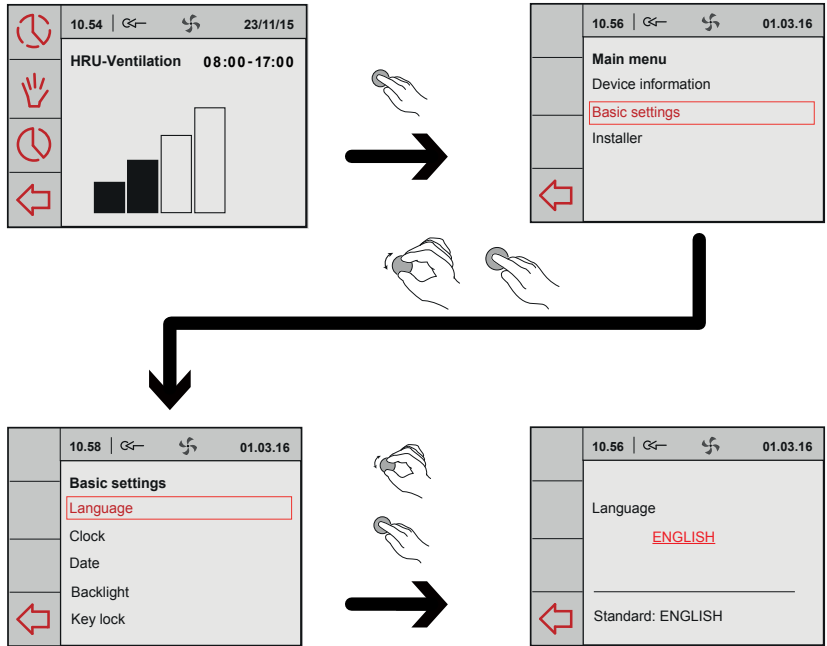 10.54 23/11/15
HRU-Ventilation 08:00-17:00
10.56 01.03.16
Main menu
Device information
Basic settings
Installer
10.58 01.03.16
Basic settings
Language
Clock
Date
Backlight
Key lock
10.56 01.03.16
Language
ENGLISH
Standard: ENGLISH